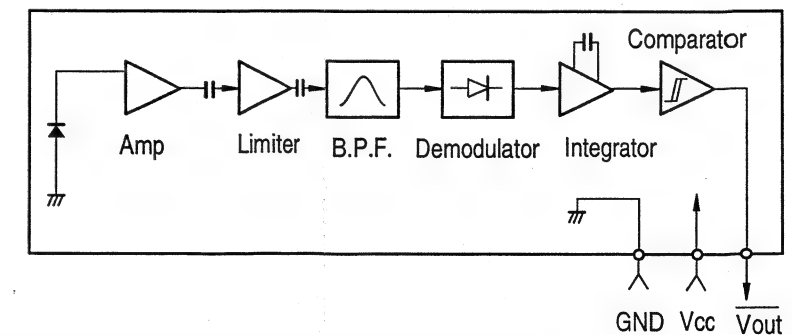 Comparator
Amp
Limiter
B.P.F.
Demodulator
Integrator
GND
Vcc
Vout